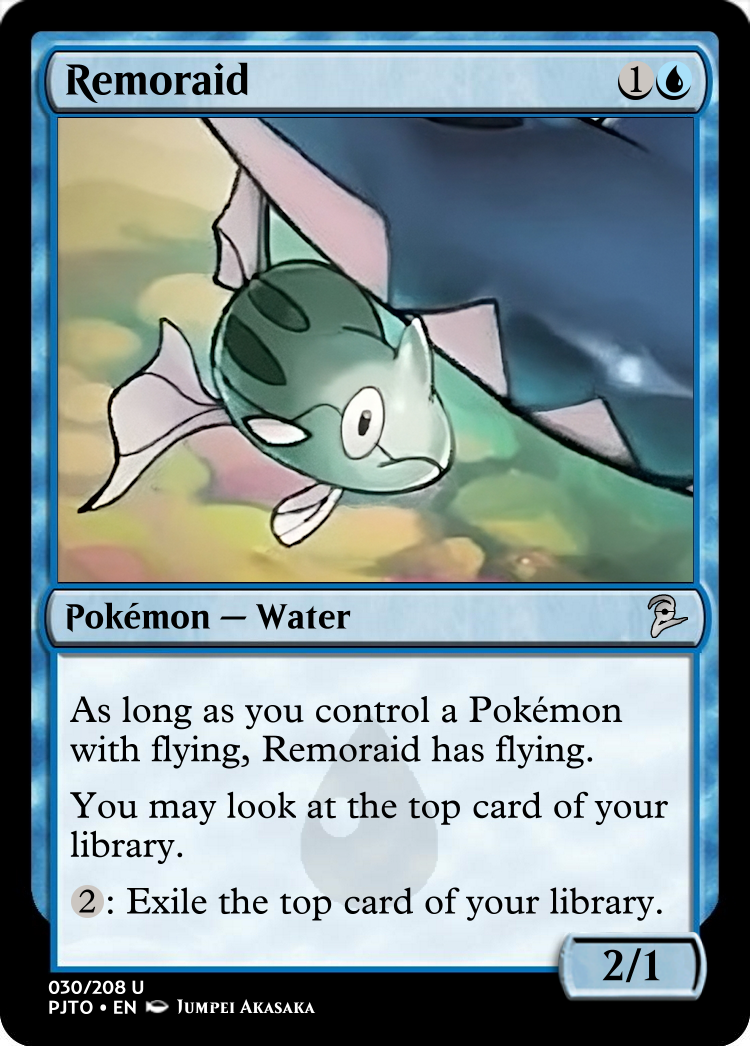 Remoraid 1
Pokémon — Water
As long as you control a Pokémon
with flying, Remoraid has flying.
You may look at the top card of your
library.
2: Exile the top card of your library.
2/1
030/208 U
PJTO • EN Jumpei Akasaka